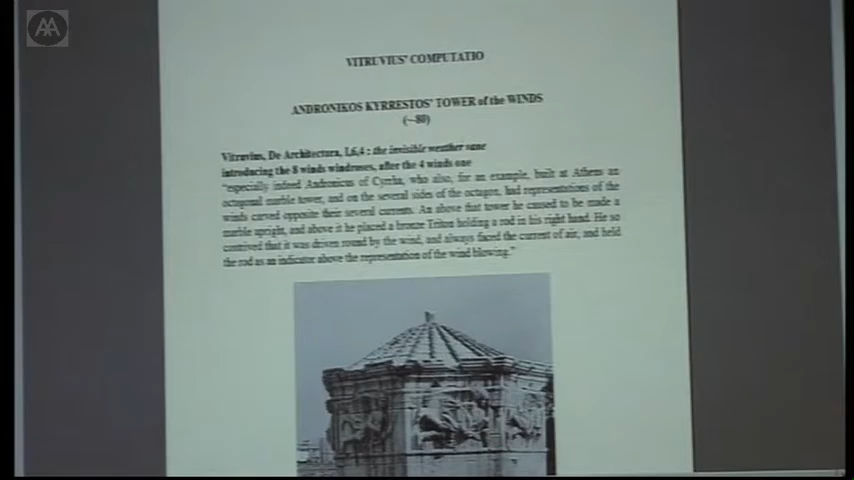 AA
VITRUVIUS' COMPUTATIO
ANDRONIKOS KYRRESTOS' TOWER of the WINDS
(~80)
Vitruvius, De Architectura, I,6,4 : the invisible weather vane
introducing the 8 winds windroses, after the 4 winds one
"especially indeed Andronicus of Cyrrha, who also, for an example, built at Athens an
octagonal marble tower, and on the several sides of the octagon, had representations of the
winds carved opposite their several currents. An above that tower he caused to be made a
marble upright, and above it he placed a bronze Triton holding a rod in his right hand. He so
contrived that it was driven round by the wind, and always faced the current of air, and held
the rod as an indicator above the representation of the wind blowing."